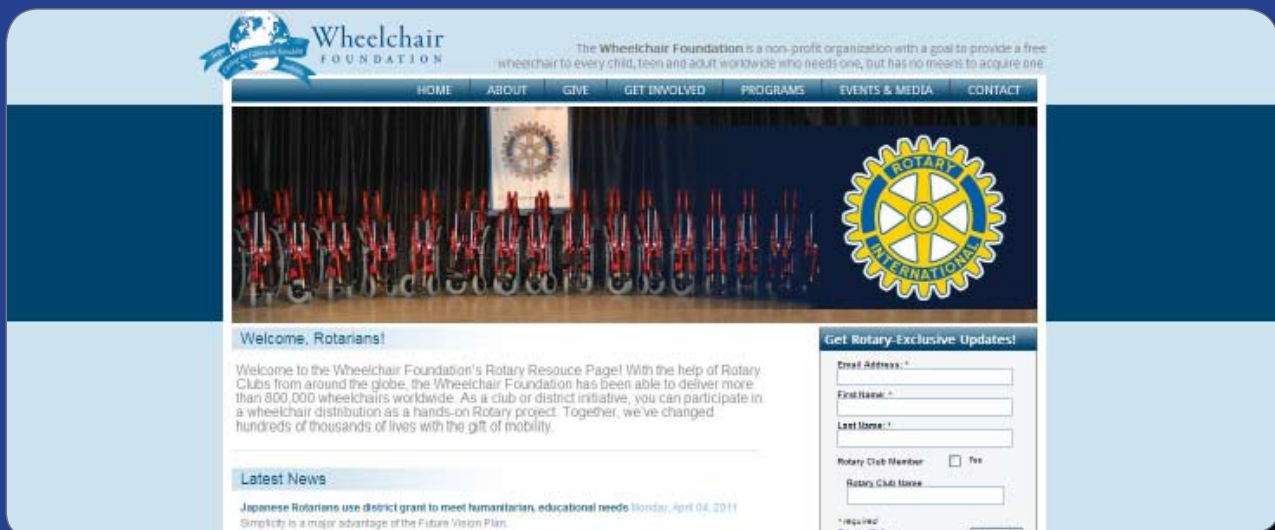 Wheelchair
FOUNDATION
The Wheelchair Foundation is a non-profit organization with a goal to provide a free
wheelchair to every child, teen and adult worldwide who needs one, but has no means to acquire one.
HOME ABOUT GIVE GET INVOLVED PROGRAMS EVENTS & MEDIA CONTACT
ROTARY
INTERNATIONAL
Welcome, Rotarians!
Welcome to the Wheelchair Foundation's Rotary Resouce Page! With the help of Rotary
Clubs from around the globe, the Wheelchair Foundation has been able to deliver more
than 800,000 wheelchairs worldwide. As a club or district initiative, you can participate in
a wheelchair distribution as a hands-on Rotary project. Together, we've changed
hundreds of thousands of lives with the gift of mobility.
Latest News
Japanese Rotarians use district grant to meet humanitarian, educational needs Monday, April 04, 2011
Simplicity is a major advantage of the Future Vision Plan.
Get Rotary-Exclusive Updates!
Email Address: *
First Name: *
Last Name: *
Rotary Club Member Yes
Rotary Club Name
* required